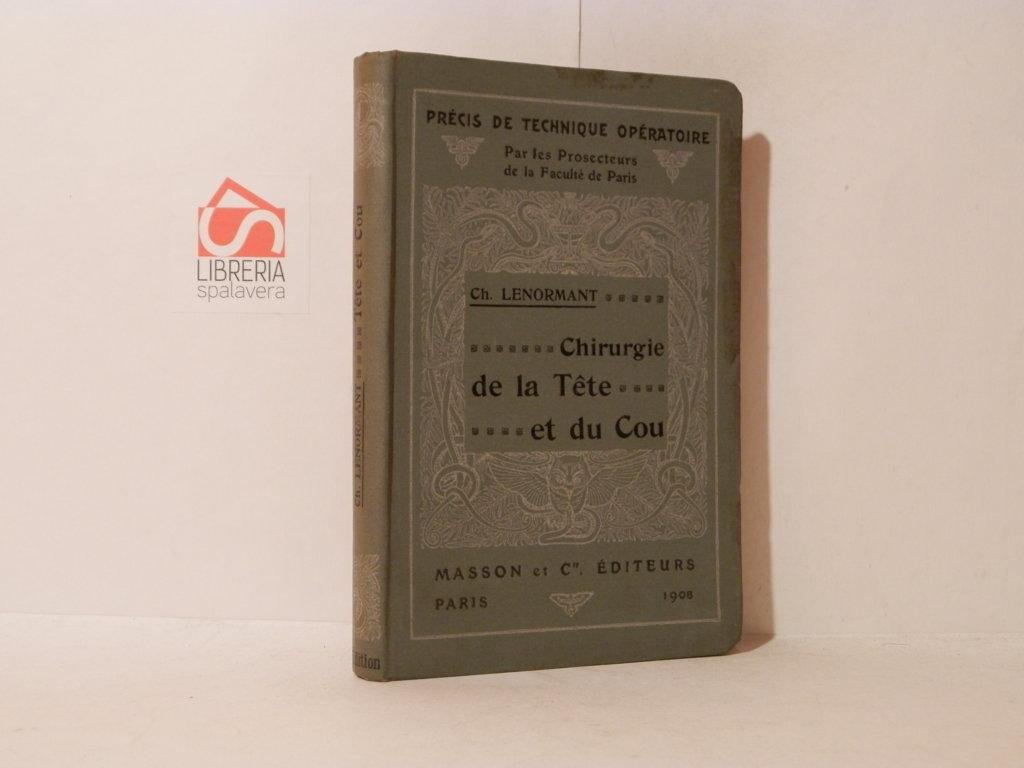 PRÉCIS DE TECHNIQUE OPÉRATOIRE
Par les Prosecteurs
de la Faculté de Paris
Ch. LENORMANT
Chirurgie
de la Tête
et du Cou
MASSON et Cie. ÉDITEURS
PARIS 1908
Ch. LENORMANT Tête et Cou
LIBRERIA
spalavera